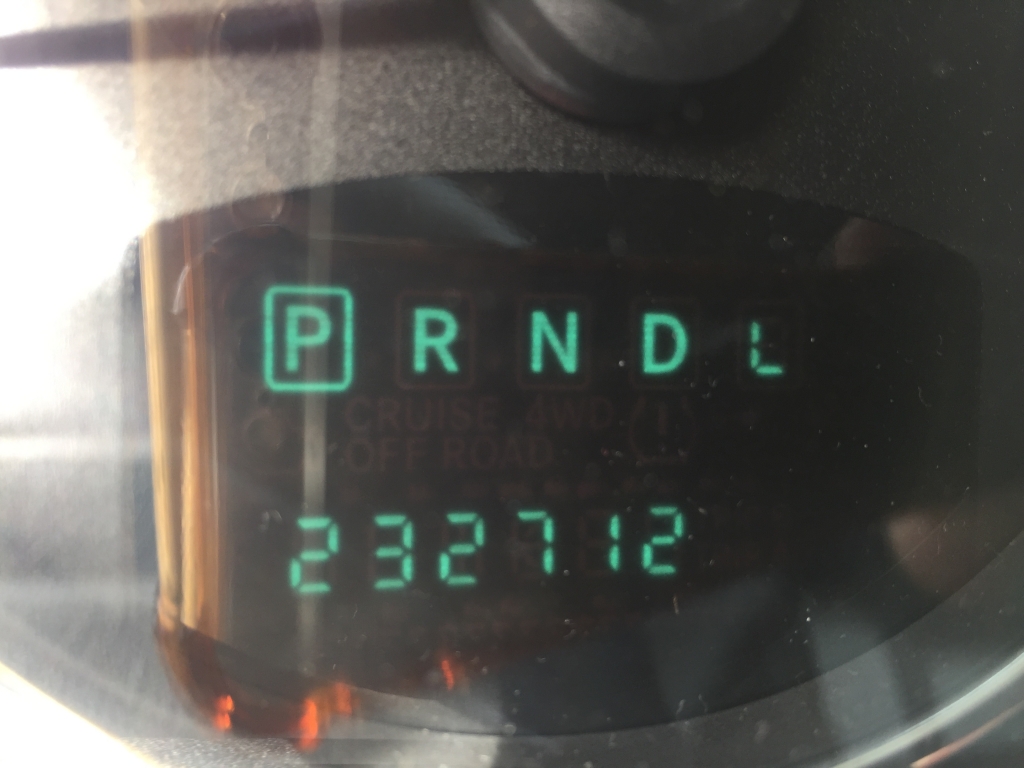 P R N D L
CRUISE 4WD (!)
OFF ROAD
232712